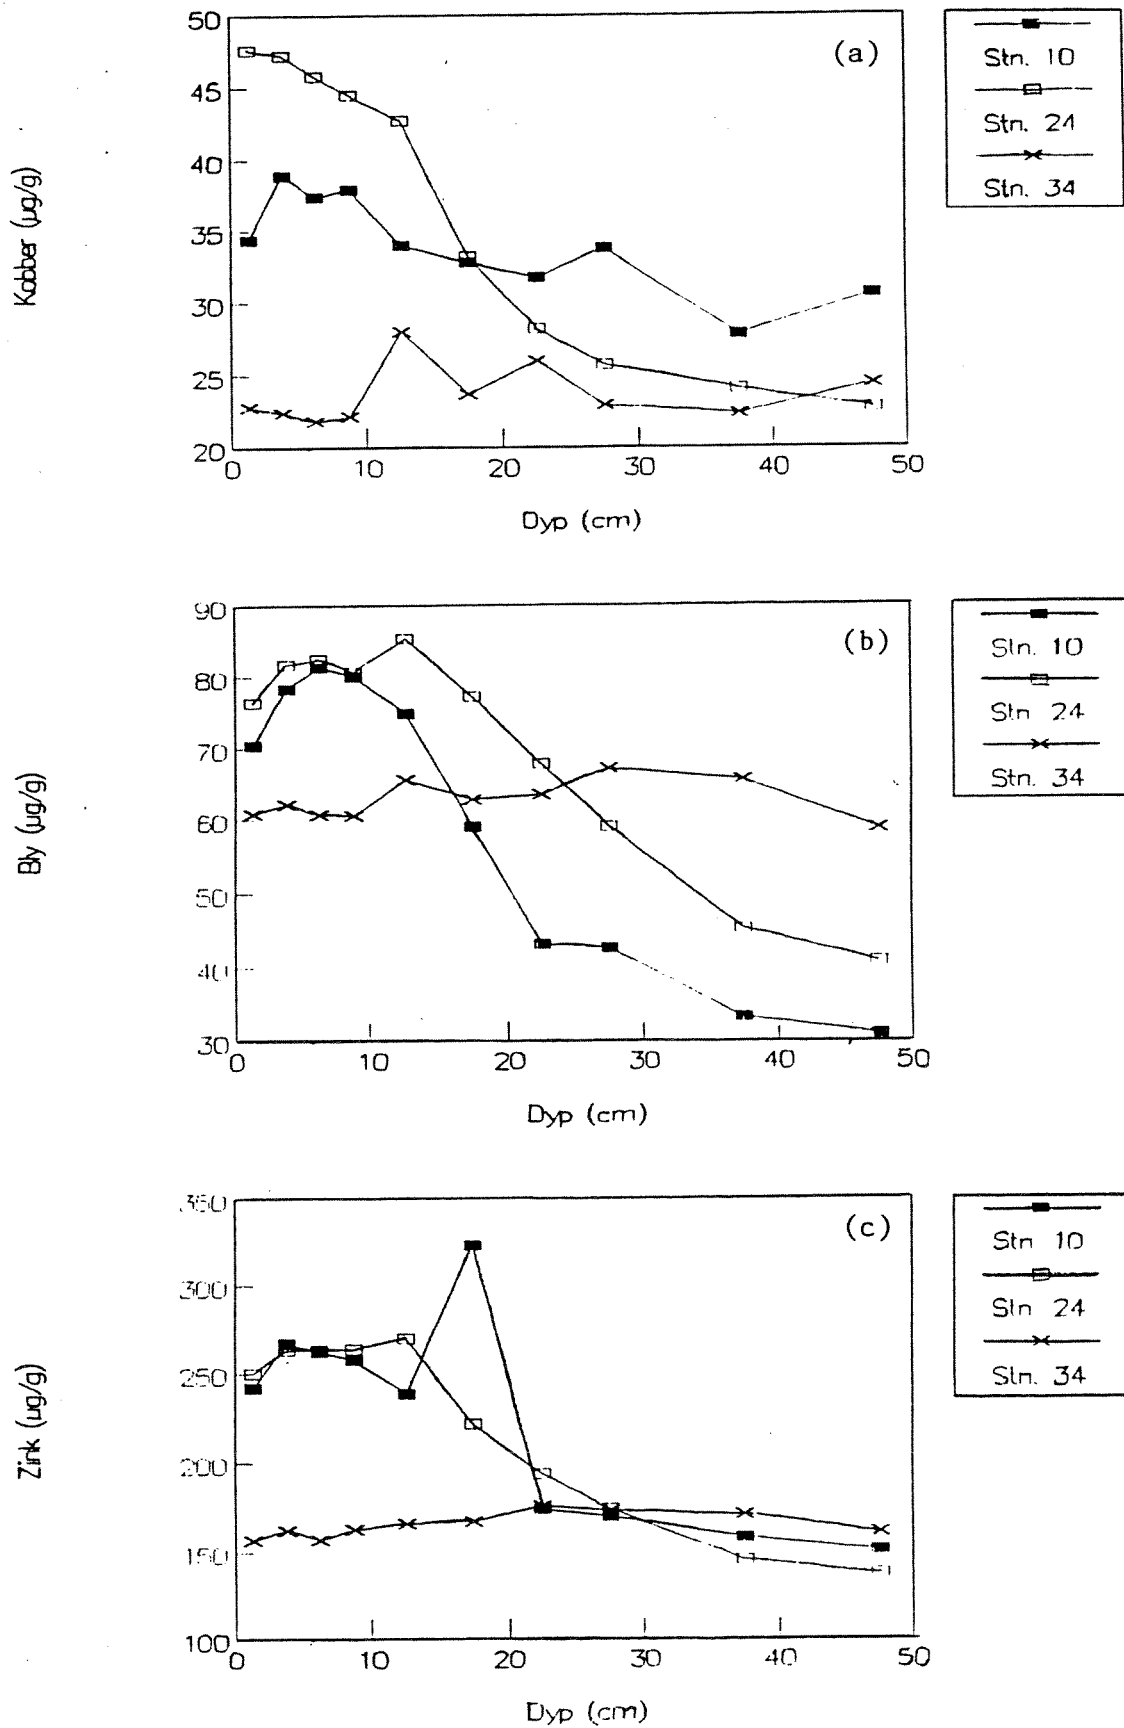 (a)
50
45
40
35
30
25
20
0 10 20 30 40 50
Kobber (µg/g)
Dyp (cm)
Stn. 10
Stn. 24
Stn. 34
(b)
90
80
70
60
50
40
30
0 10 20 30 40 50
Bly (µg/g)
Dyp (cm)
Stn. 10
Stn 24
Stn. 34
(c)
350
300
250
200
150
100
0 10 20 30 40 50
Zink (µg/g)
Dyp (cm)
Stn 10
Stn 24
Stn. 34